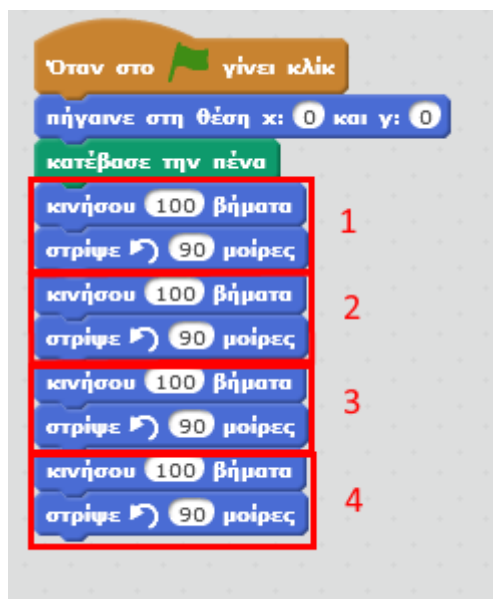 Όταν στο γίνει κλίκ
πήγαινε στη θέση x: 0 και y: 0
κατέβασε την πένα
κινήσου 100 βήματα
στρίψε 90 μοίρες
1
κινήσου 100 βήματα
στρίψε 90 μοίρες
2
κινήσου 100 βήματα
στρίψε 90 μοίρες
3
κινήσου 100 βήματα
στρίψε 90 μοίρες
4